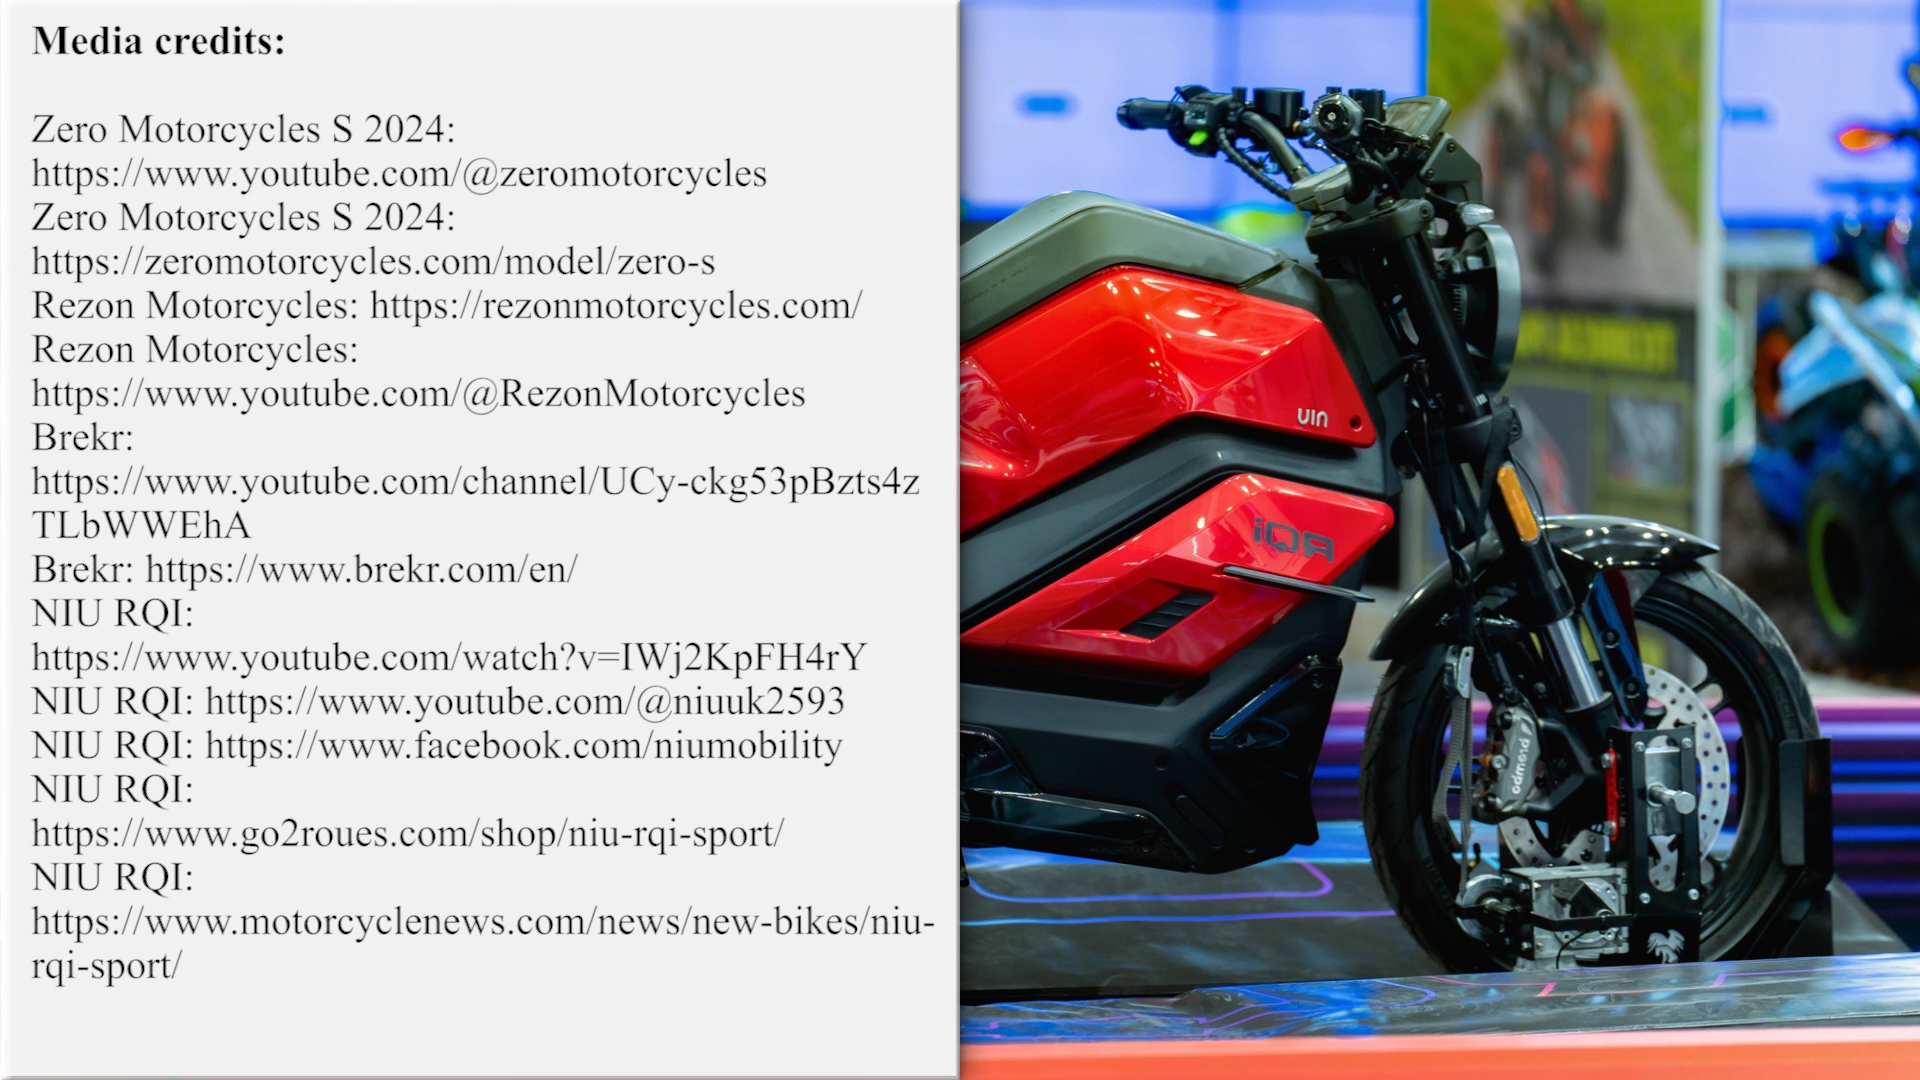 Media credits:
Zero Motorcycles S 2024:
https://www.youtube.com/@zeromotorcycles
Zero Motorcycles S 2024:
https://zeromotorcycles.com/model/zero-s
Rezon Motorcycles: https://rezonmotorcycles.com/
Rezon Motorcycles:
https://www.youtube.com/@RezonMotorcycles
Brekr:
https://www.youtube.com/channel/UCy-ckg53pBzts4z
TLbWWEhA
Brekr: https://www.brekr.com/en/
NIU RQI:
https://www.youtube.com/watch?v=IWj2KpFH4rY
NIU RQI: https://www.youtube.com/@niuuk2593
NIU RQI: https://www.facebook.com/niumobility
NIU RQI:
https://www.go2roues.com/shop/niu-rqi-sport/
NIU RQI:
https://www.motorcyclenews.com/news/new-bikes/niu-
rqi-sport/
NIU
RQi